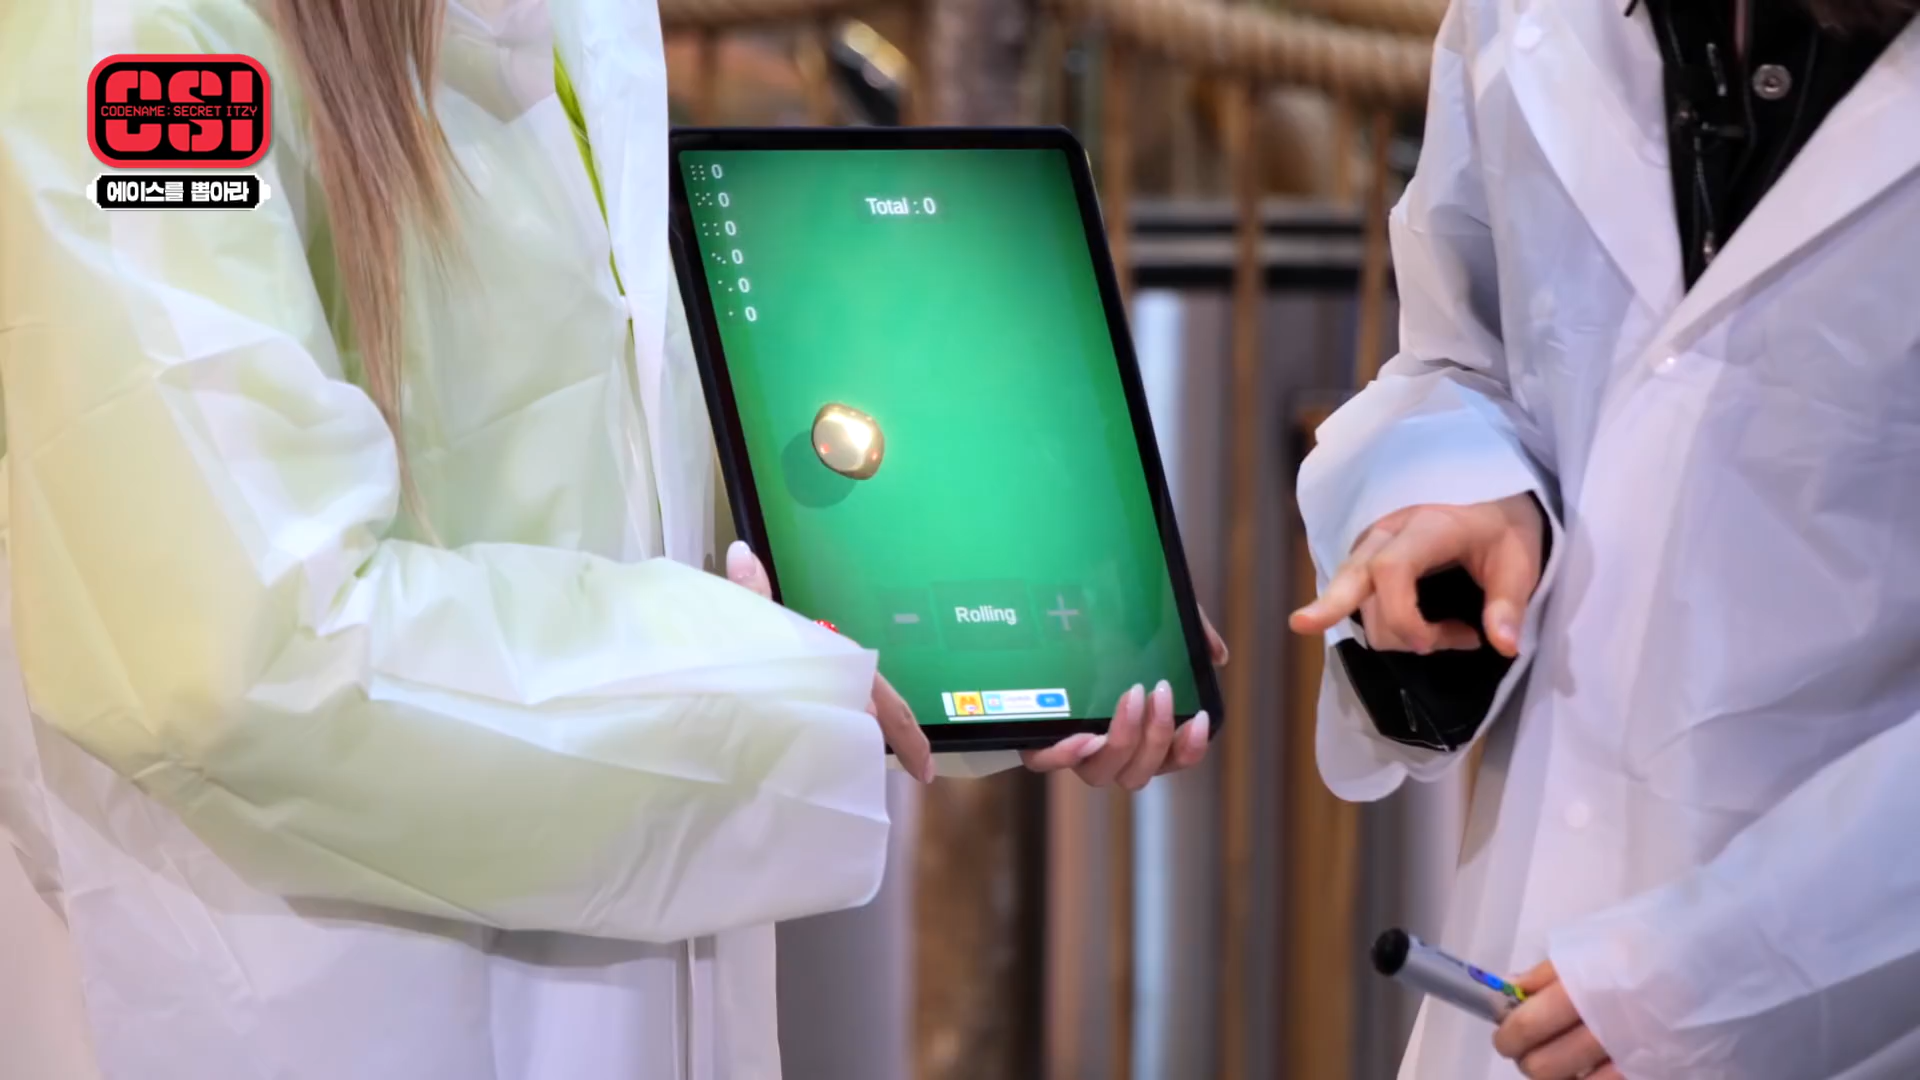 CSI
CODENAME: SECRET ITZY
에이스를 뽑아라
Total : 0
0
0
0
0
0
0
Rolling